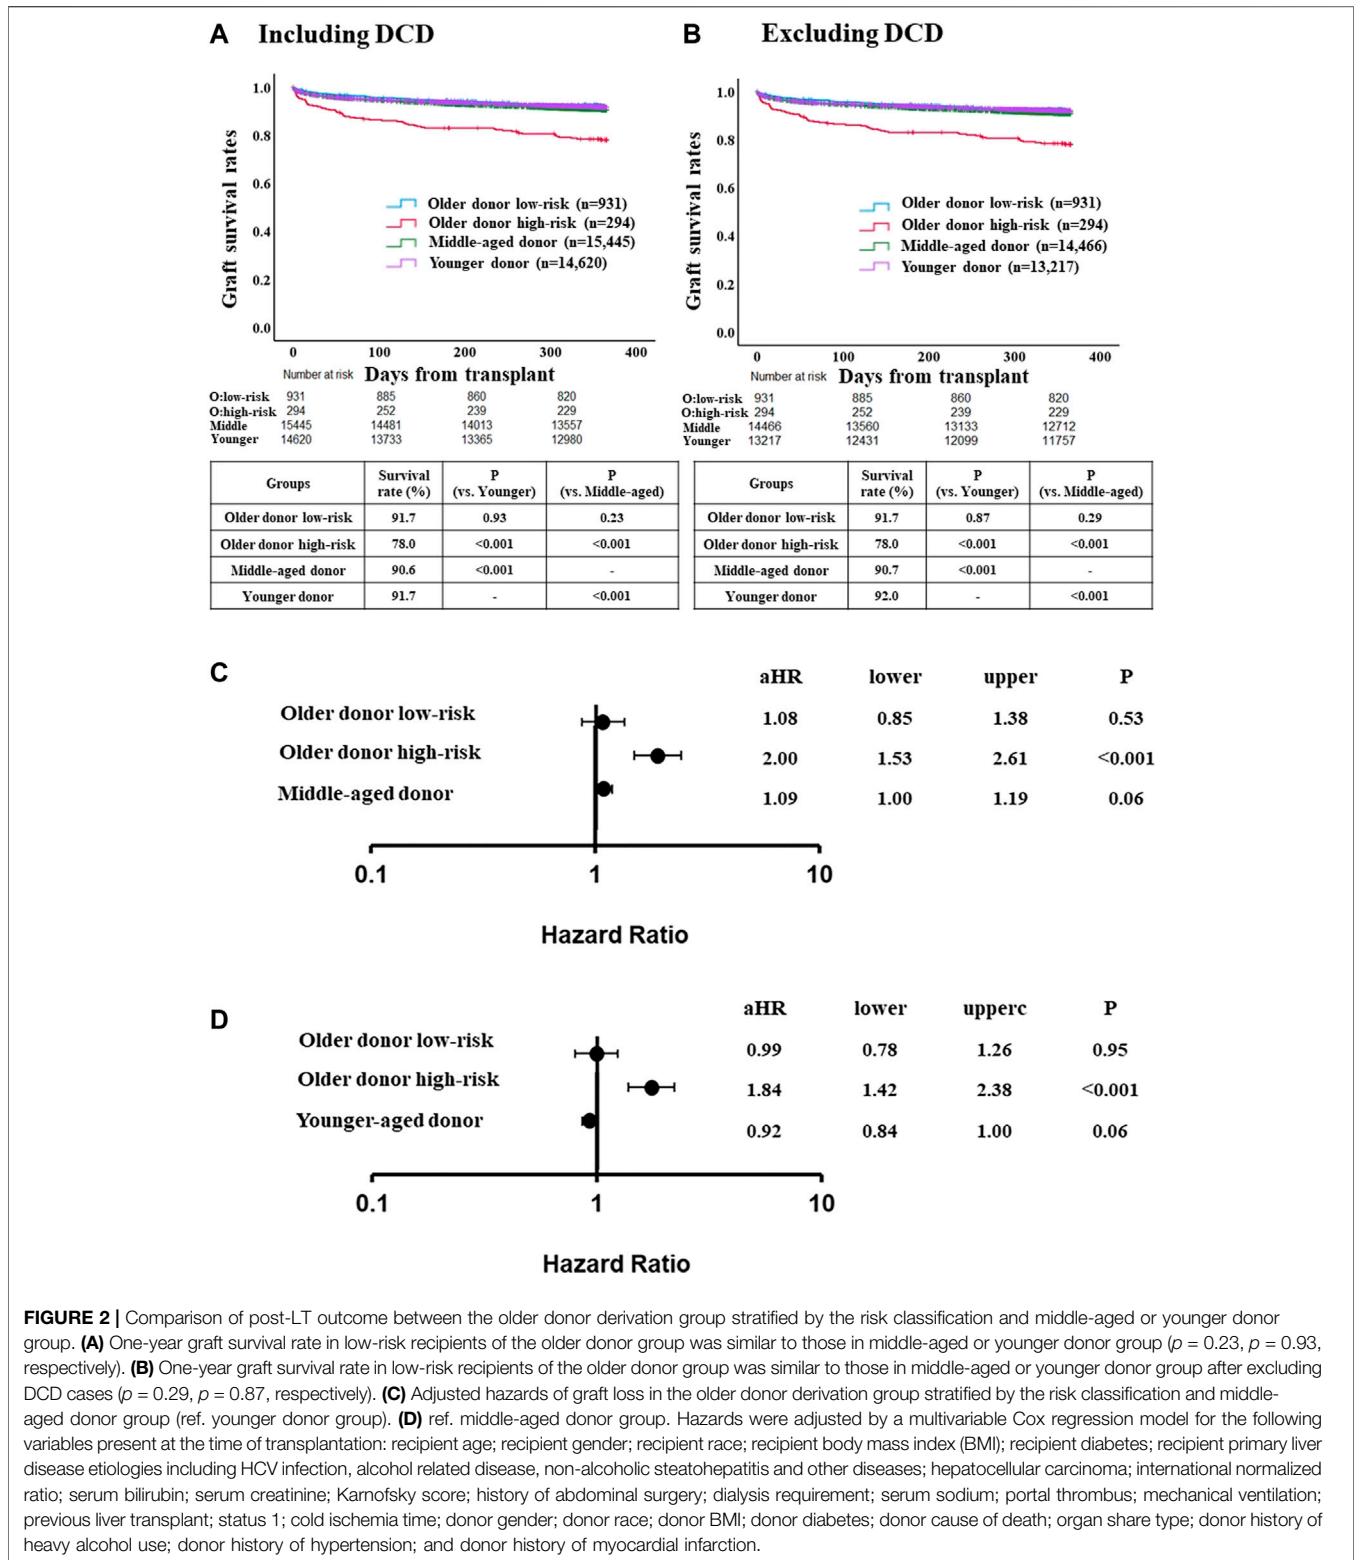 A Including DCD
Graft survival rates
1.0
0.8
0.6
0.4
0.2
0.0
Older donor low-risk (n=931)
Older donor high-risk (n=294)
Middle-aged donor (n=15,445)
Younger donor (n=14,620)
0 100 200 300 400
Number at risk Days from transplant
O:low-risk 931 885 860 820
O:high-risk 294 252 239 229
Middle 15445 14481 14013 13557
Younger 14620 13733 13365 12980
Groups Survival rate (%) P (vs. Younger) P (vs. Middle-aged)
Older donor low-risk 91.7 0.93 0.23
Older donor high-risk 78.0 <0.001 <0.001
Middle-aged donor 90.6 <0.001 -
Younger donor 91.7 - <0.001
B Excluding DCD
Graft survival rates
1.0
0.8
0.6
0.4
0.2
0.0
Older donor low-risk (n=931)
Older donor high-risk (n=294)
Middle-aged donor (n=14,466)
Younger donor (n=13,217)
0 100 200 300 400
Number at risk Days from transplant
O:low-risk 931 885 860 820
O:high-risk 294 252 239 229
Middle 14466 13560 13133 12712
Younger 13217 12431 12099 11757
Groups Survival rate (%) P (vs. Younger) P (vs. Middle-aged)
Older donor low-risk 91.7 0.87 0.29
Older donor high-risk 78.0 <0.001 <0.001
Middle-aged donor 90.7 <0.001 -
Younger donor 92.0 - <0.001
C
aHR lower upper P
Older donor low-risk 1.08 0.85 1.38 0.53
Older donor high-risk 2.00 1.53 2.61 <0.001
Middle-aged donor 1.09 1.00 1.19 0.06
0.1 1 10
Hazard Ratio
D
aHR lower upperc P
Older donor low-risk 0.99 0.78 1.26 0.95
Older donor high-risk 1.84 1.42 2.38 <0.001
Younger-aged donor 0.92 0.84 1.00 0.06
0.1 1 10
Hazard Ratio
FIGURE 2 | Comparison of post-LT outcome between the older donor derivation group stratified by the risk classification and middle-aged or younger donor
group. (A) One-year graft survival rate in low-risk recipients of the older donor group was similar to those in middle-aged or younger donor group (p = 0.23, p = 0.93,
respectively). (B) One-year graft survival rate in low-risk recipients of the older donor group was similar to those in middle-aged or younger donor group after excluding
DCD cases (p = 0.29, p = 0.87, respectively). (C) Adjusted hazards of graft loss in the older donor derivation group stratified by the risk classification and middle-
aged donor group (ref. younger donor group). (D) ref. middle-aged donor group. Hazards were adjusted by a multivariable Cox regression model for the following
variables present at the time of transplantation: recipient age; recipient gender; recipient race; recipient body mass index (BMI); recipient diabetes; recipient primary liver
disease etiologies including HCV infection, alcohol related disease, non-alcoholic steatohepatitis and other diseases; hepatocellular carcinoma; international normalized
ratio; serum bilirubin; serum creatinine; Karnofsky score; history of abdominal surgery; dialysis requirement; serum sodium; portal thrombus; mechanical ventilation;
previous liver transplant; status 1; cold ischemia time; donor gender; donor race; donor BMI; donor diabetes; donor cause of death; organ share type; donor history of
heavy alcohol use; donor history of hypertension; and donor history of myocardial infarction.